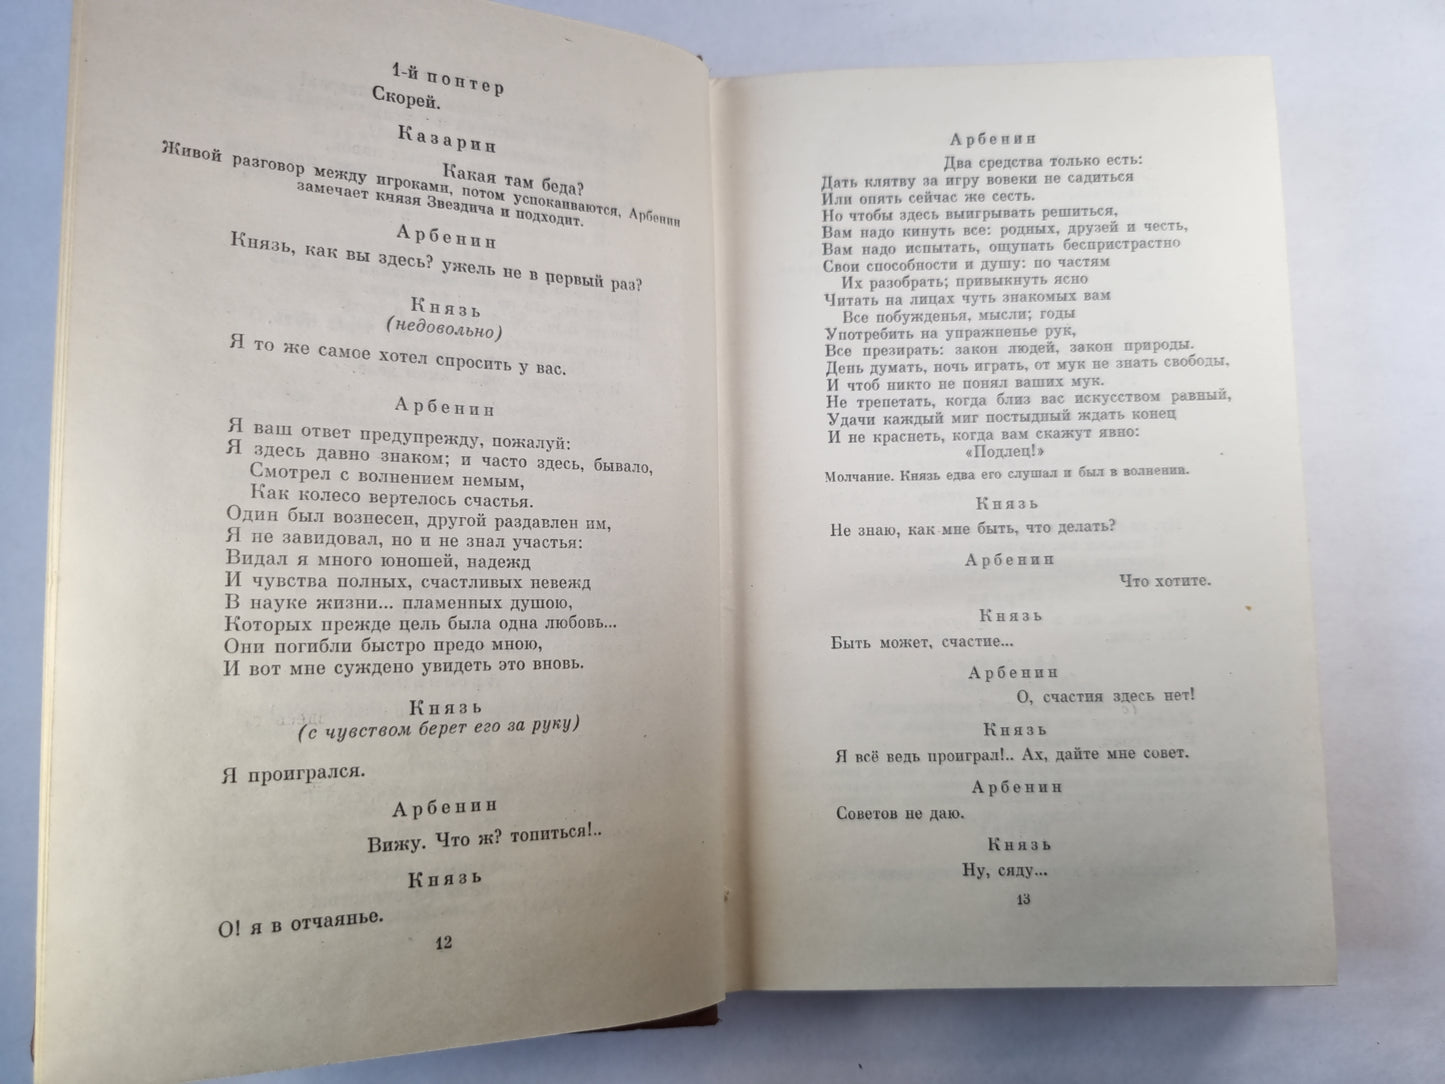 1-й понтер
Скорей.
Казарин
Какая там беда?
Живой разговор между игроками, потом успокаиваются, Арбенин
замечает князя Звездича и подходит.
Арбенин
Князь, как вы здесь? ужель не в первый раз?
Князь
(недовольно)
Я то же самое хотел спросить у вас.
Арбенин
Я ваш ответ предупрежду, пожалуй:
Я здесь давно знаком; и часто здесь, бывало,
Смотрел с волнением немым,
Как колесо вертелось счастья.
Один был вознесен, другой раздавлен им,
Я не завидовал, но и не знал участья:
Видал я много юношей, надежд
И чувства полных, счастливых невежд
В науке жизни... пламенных душою,
Которых прежде цель была одна любовь...
Они погибли быстро предо мною,
И вот мне суждено увидеть это вновь.
Князь
(с чувством берет его за руку)
Я проигрался.
Арбенин
Вижу. Что ж? топиться!..
Князь
О! я в отчаянье.
12
Арбенин
Два средства только есть:
Дать клятву за игру вовеки не садиться
Или опять сейчас же сесть.
Но чтобы здесь выигрывать решиться,
Вам надо кинуть все: родных, друзей и честь,
Вам надо испытать, ощупать беспристрастно
Свои способности и душу: по частям
Их разобрать; привыкнуть ясно
Читать на лицах чуть знакомых вам
Все побужденья, мысли; годы
Употребить на упражненье рук,
Все презирать: закон людей, закон природы.
День думать, ночь играть, от мук не знать свободы,
И чтоб никто не понял ваших мук.
Не трепетать, когда близ вас искусством равный,
Удачи каждый миг постыдный ждать конец
И не краснеть, когда вам скажут явно:
«Подлец!»
Молчание. Князь едва его слушал и был в волнении.
Князь
Не знаю, как мне быть, что делать?
Арбенин
Что хотите.
Князь
Быть может, счастие...
Арбенин
О, счастия здесь нет!
Князь
Я всё ведь проиграл!.. Ах, дайте мне совет.
Арбенин
Советов не даю.
Князь
Ну, сяду...
13